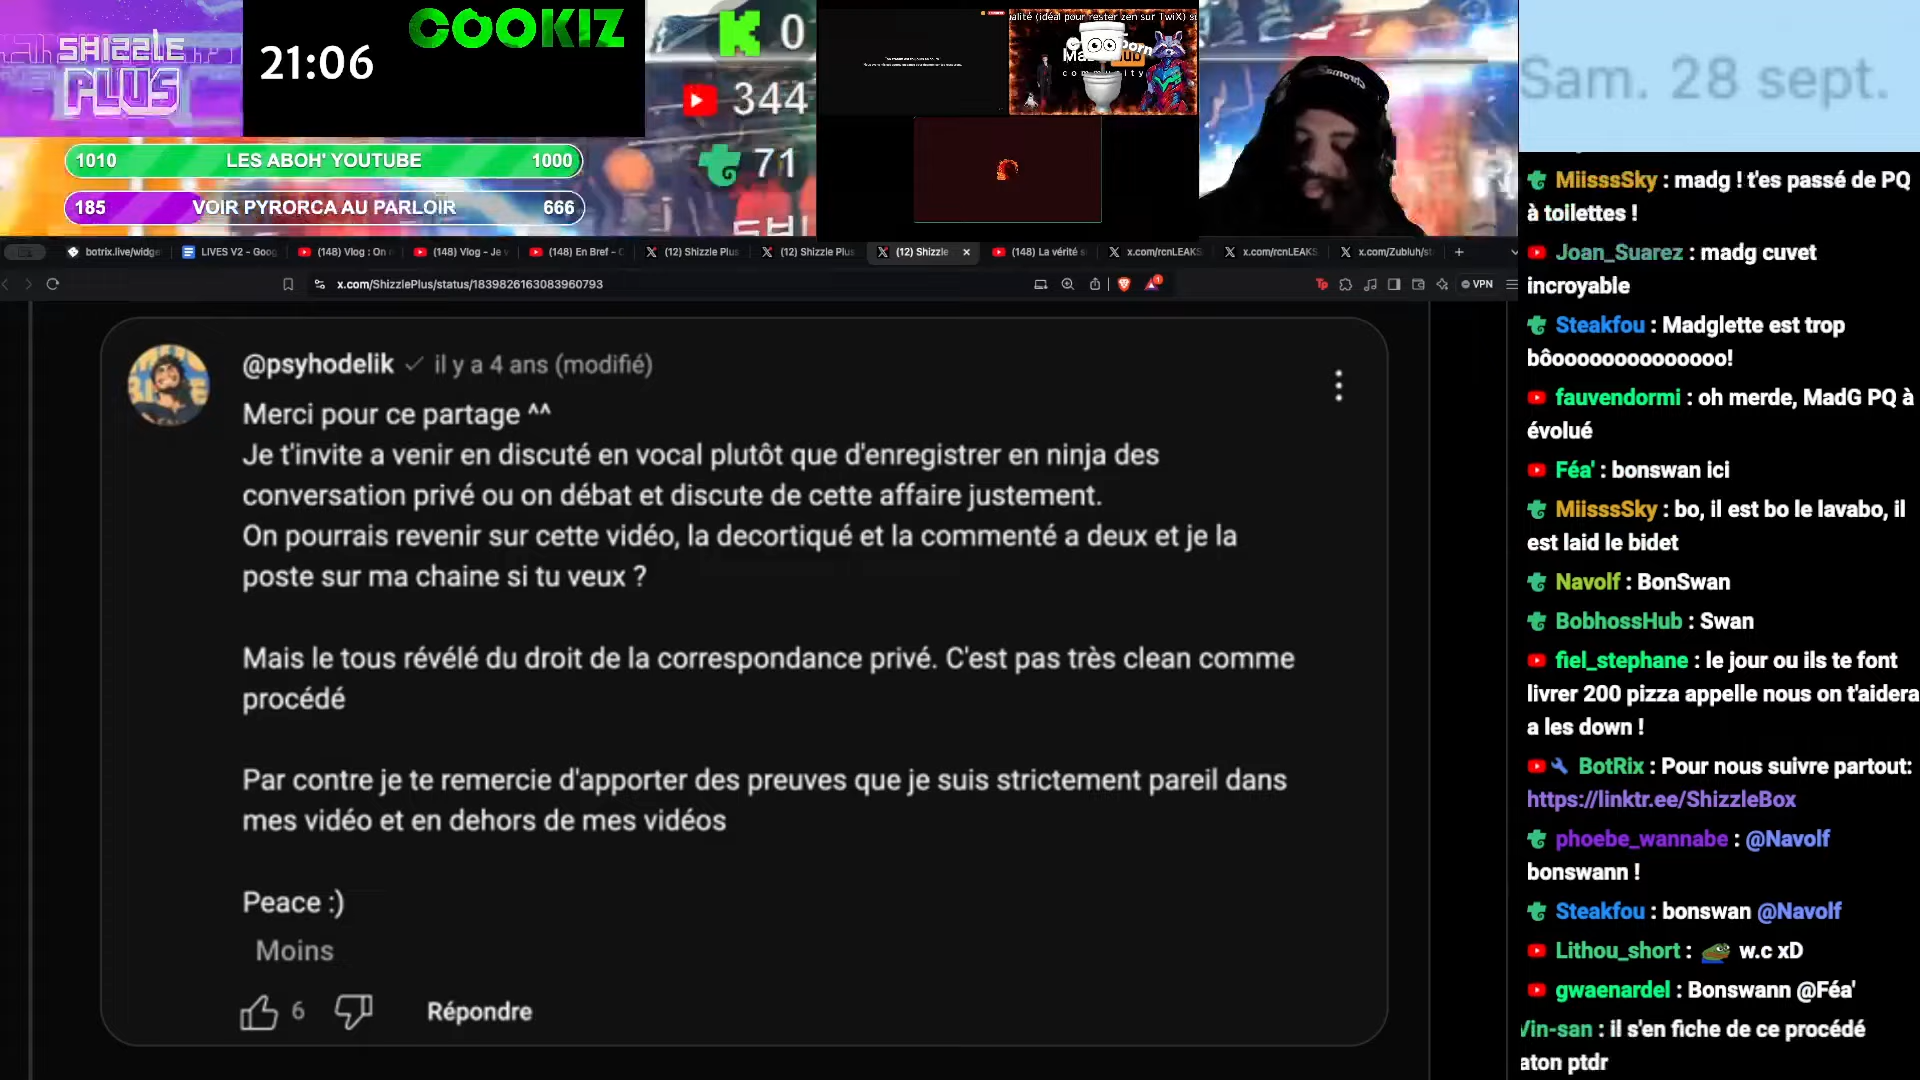 SHIZZLE
PLUS
21:06
COOKIZ
0
344
71
1010 LES ABOH' YOUTUBE 1000
185 VOIR PYRORCA AU PARLOIR 666
alité (idéal pour rester zen sur TwiX) si
community
Sam. 28 sept.
botrix.live/widge
LIVES V2 - Goog
(148) Vlog : On
(148) Vlog - Je v
(148) En Bref - C
(12) Shizzle Plus
(12) Shizzle Plus
(12) Shizzle
(148) La vérité s
x.com/rcnLEAKS
x.com/rcnLEAKS
x.com/Zubluh/st
x.com/ShizzlePlus/status/1839826163083960793
VPN
@psyhodelik il y a 4 ans (modifié)
Merci pour ce partage ^^
Je t'invite a venir en discuté en vocal plutôt que d'enregistrer en ninja des
conversation privé ou on débat et discute de cette affaire justement.
On pourrais revenir sur cette vidéo, la decortiqué et la commenté a deux et je la
poste sur ma chaine si tu veux ?
Mais le tous révélé du droit de la correspondance privé. C'est pas très clean comme
procédé
Par contre je te remercie d'apporter des preuves que je suis strictement pareil dans
mes vidéo et en dehors de mes vidéos
Peace :)
Moins
6 Répondre
MiisssSky : madg ! t'es passé de PQ
à toilettes !
Joan_Suarez : madg cuvet
incroyable
Steakfou : Madglette est trop
bôoooooooooooooo!
fauvendormi : oh merde, MadG PQ à
évolué
Féa' : bonswan ici
MiisssSky : bo, il est bo le lavabo, il
est laid le bidet
Navolf : BonSwan
BobhossHub : Swan
fiel_stephane : le jour ou ils te font
livrer 200 pizza appelle nous on t'aidera
a les down !
BotRix : Pour nous suivre partout:
https://linktr.ee/ShizzleBox
phoebe_wannabe : @Navolf
bonswann !
Steakfou : bonswan @Navolf
Lithou_short : w.c xD
gwaenardel : Bonswann @Féa'
Vin-san : il s'en fiche de ce procédé
aton ptdr